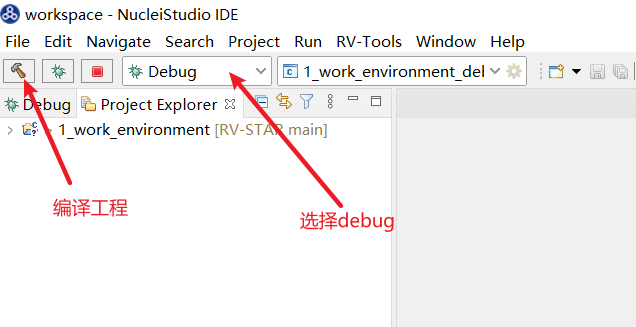 workspace - NucleiStudio IDE
File Edit Navigate Search Project Run RV-Tools Window Help
Debug 1_work_environment_del
Debug Project Explorer
1_work_environment [RV-STAR main]
编译工程
选择debug